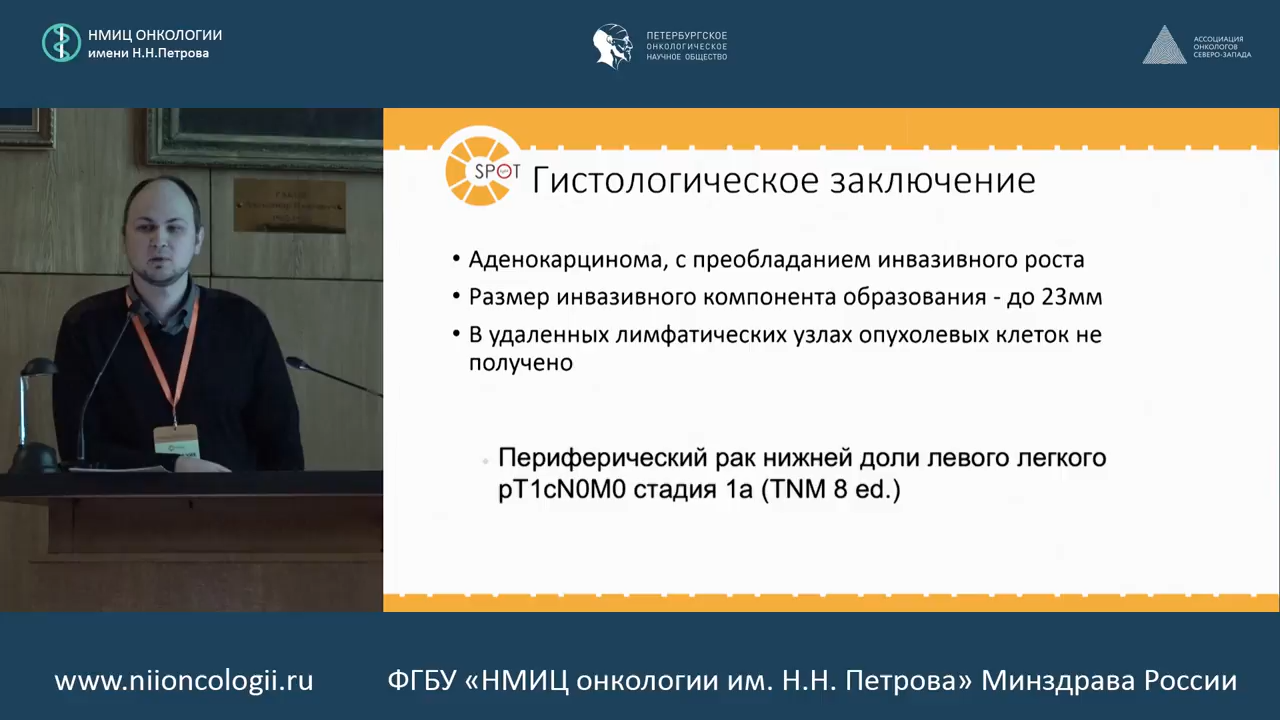 НМИЦ ОНКОЛОГИИ
имени Н.Н.Петрова
ПЕТЕРБУРГСКОЕ
ОНКОЛОГИЧЕСКОЕ
НАУЧНОЕ ОБЩЕСТВО
АССОЦИАЦИЯ
ОНКОЛОГОВ
СЕВЕРО-ЗАПАДА
SPOT
Гистологическое заключение
• Аденокарцинома, с преобладанием инвазивного роста
• Размер инвазивного компонента образования - до 23мм
• В удаленных лимфатических узлах опухолевых клеток не
получено
• Периферический рак нижней доли левого легкого
pT1cN0M0 стадия 1а (TNM 8 ed.)
www.niioncologii.ru
ФГБУ «НМИЦ онкологии им. Н.Н. Петрова» Минздрава России